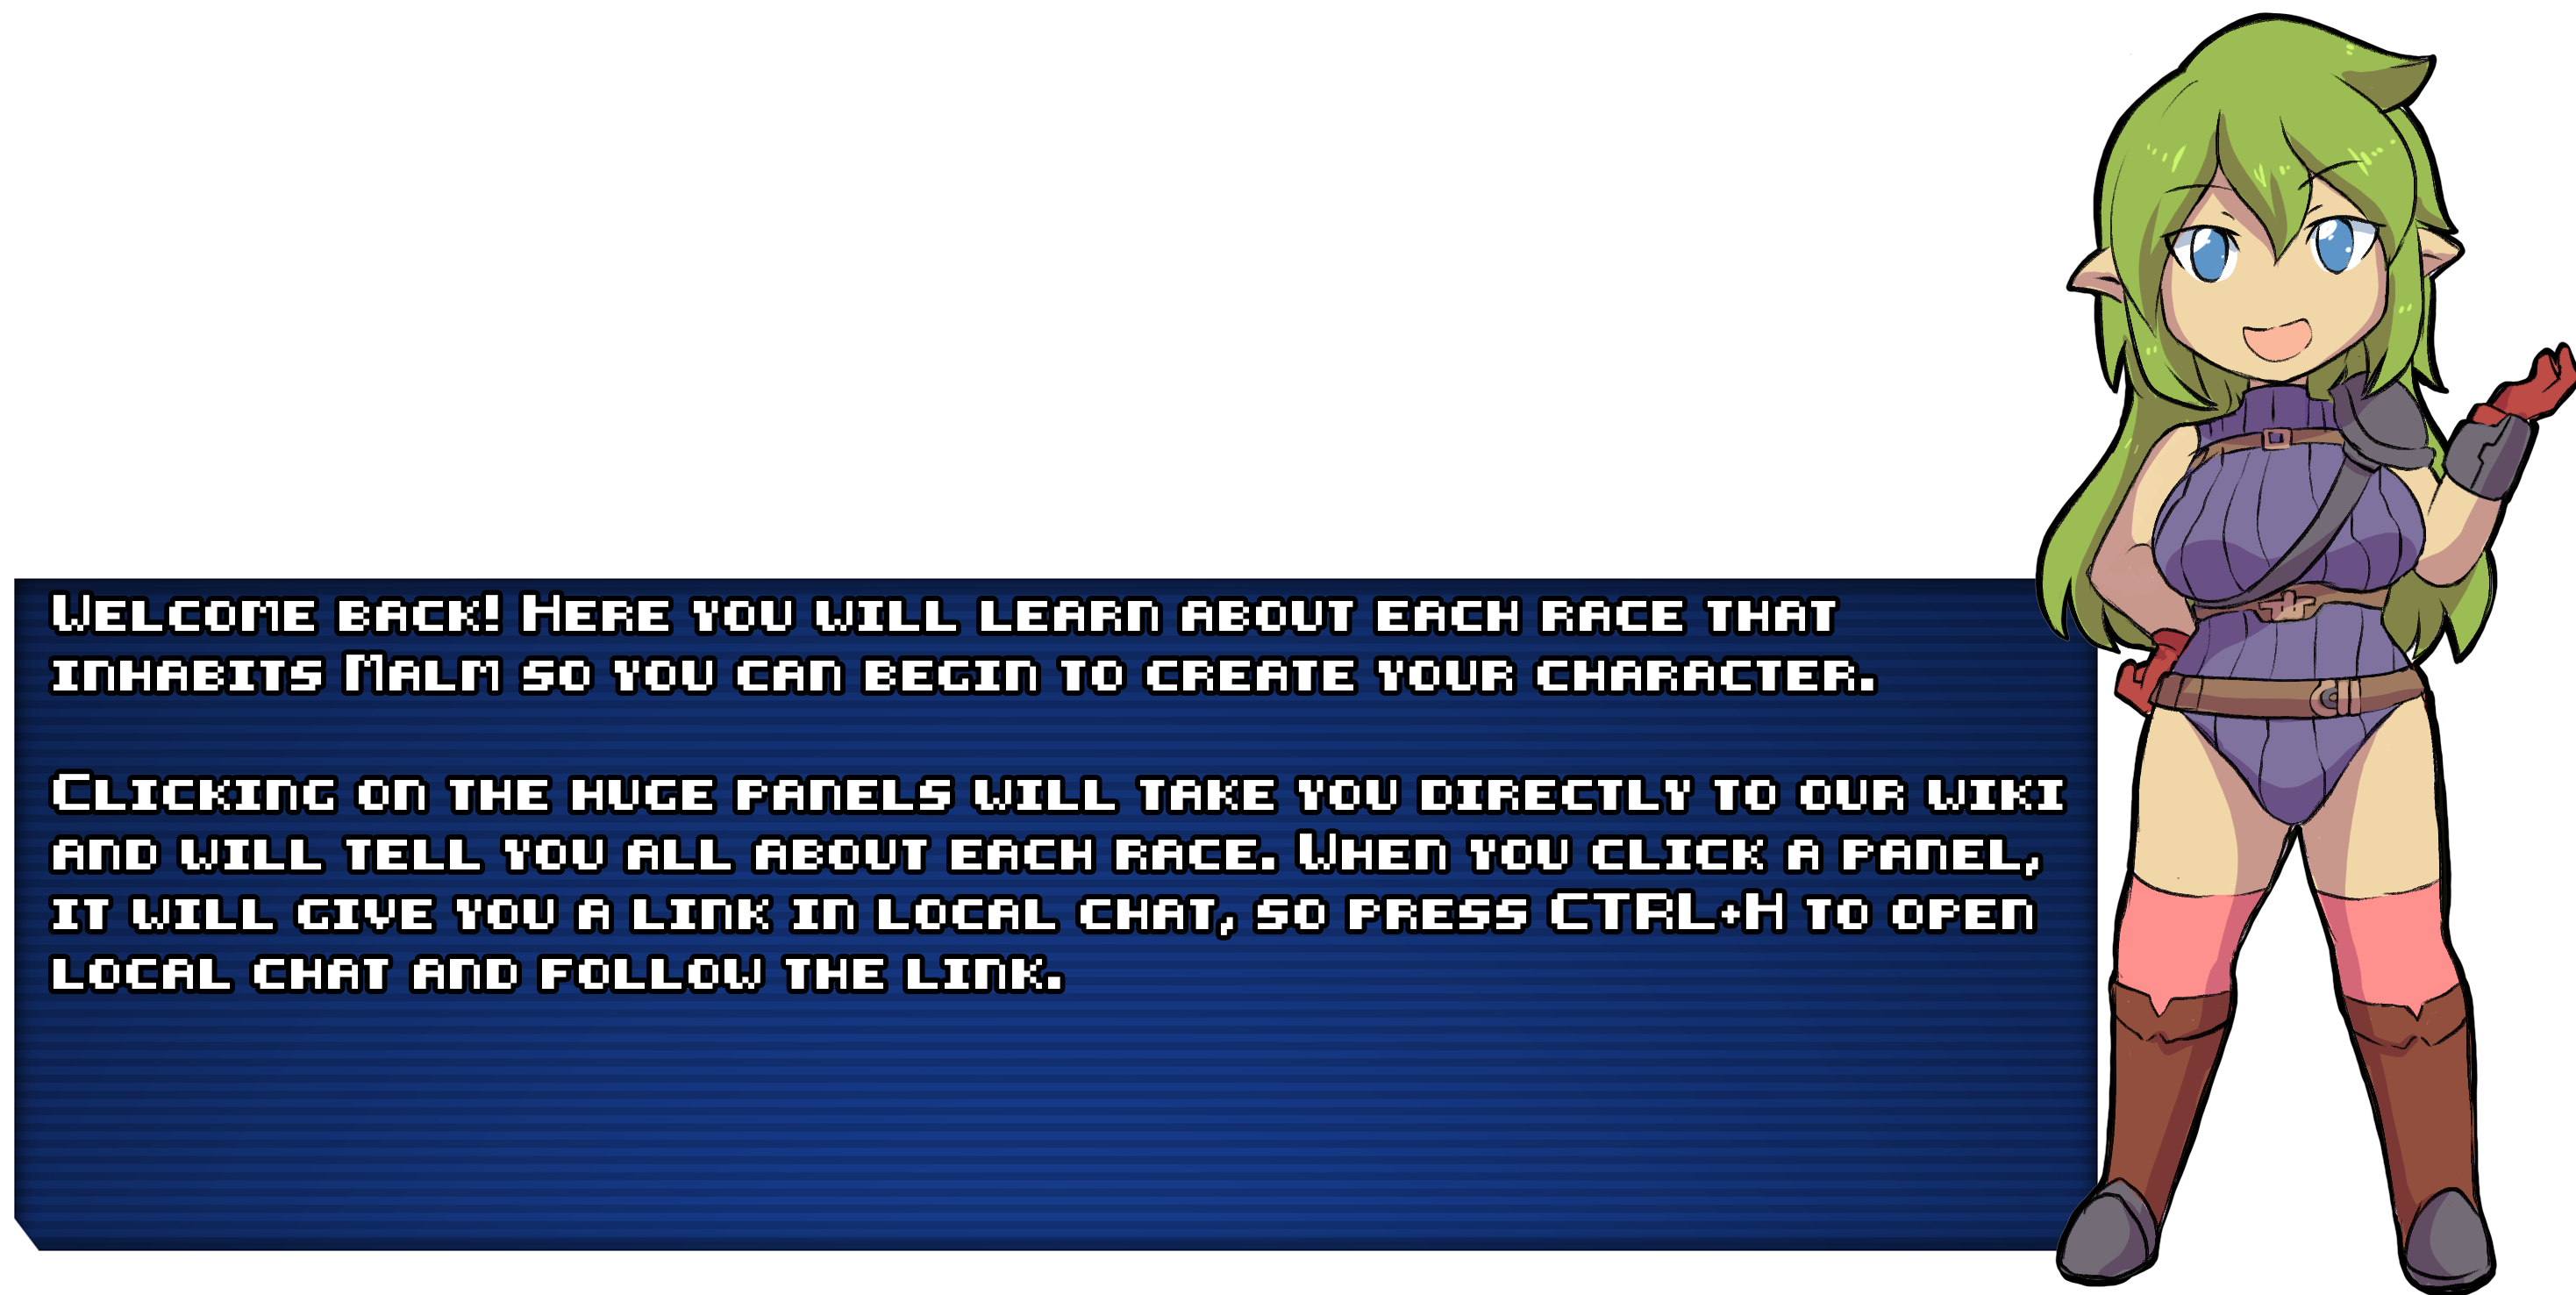 Welcome back! Here you will learn about each race that
inhabits Malm so you can begin to create your character.
Clicking on the huge panels will take you directly to our wiki
and will tell you all about each race. When you click a panel,
it will give you a link in local chat, so press CTRL+H to open
local chat and follow the link.